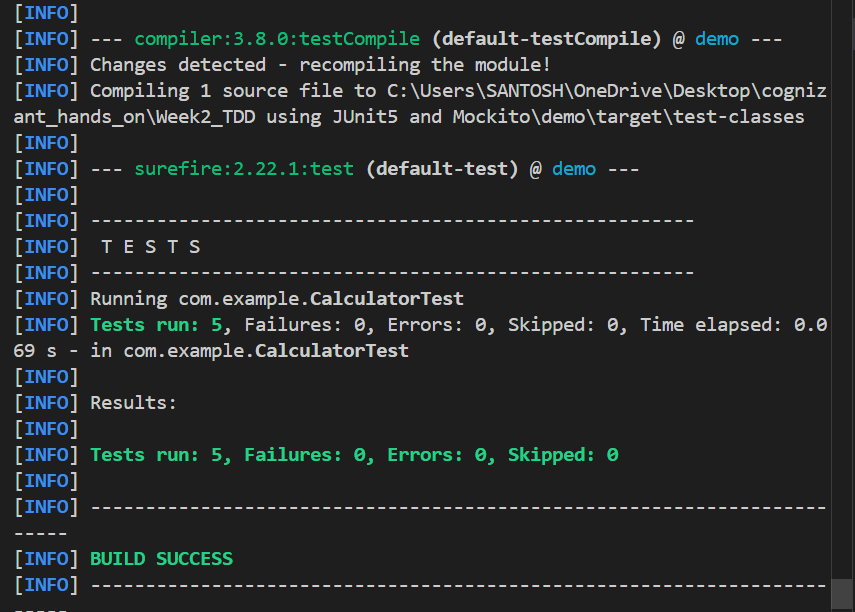 [INFO]
[INFO] --- compiler:3.8.0:testCompile (default-testCompile) @ demo ---
[INFO] Changes detected - recompiling the module!
[INFO] Compiling 1 source file to C:\Users\SANTOSH\OneDrive\Desktop\cogniz
ant_hands_on\Week2_TDD using JUnit5 and Mockito\demo\target\test-classes
[INFO]
[INFO] --- surefire:2.22.1:test (default-test) @ demo ---
[INFO]
[INFO] -------------------------------------------------------
[INFO]  T E S T S
[INFO] -------------------------------------------------------
[INFO] Running com.example.CalculatorTest
[INFO] Tests run: 5, Failures: 0, Errors: 0, Skipped: 0, Time elapsed: 0.0
69 s - in com.example.CalculatorTest
[INFO]
[INFO] Results:
[INFO]
[INFO] Tests run: 5, Failures: 0, Errors: 0, Skipped: 0
[INFO]
[INFO] -------------------------------------------------------------------
-----
[INFO] BUILD SUCCESS
[INFO] -------------------------------------------------------------------
-----